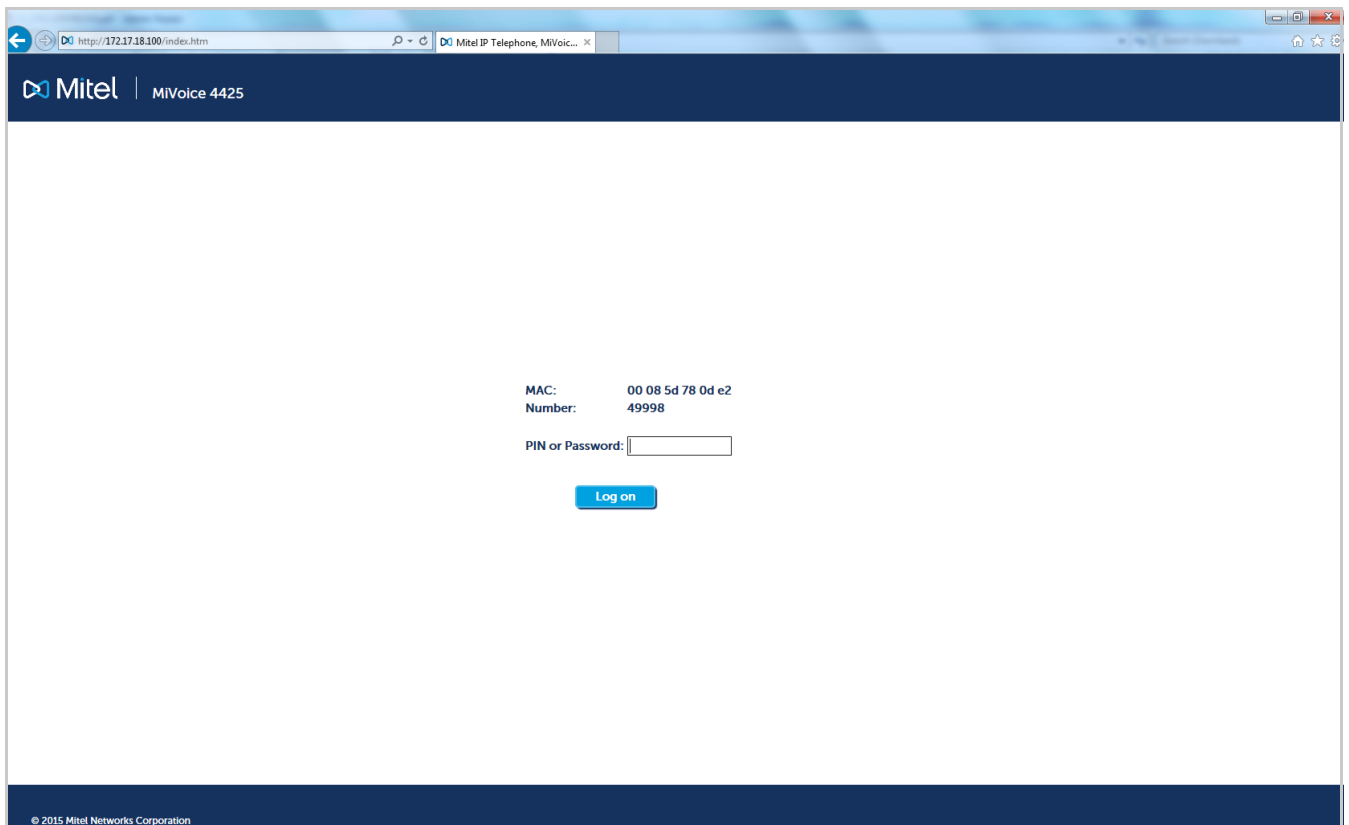 http://172.17.18.100/index.htm
Mitel IP Telephone, MiVoic...
Mitel | MiVoice 4425
MAC: 00 08 5d 78 0d e2
Number: 49998
PIN or Password:
Log on
© 2015 Mitel Networks Corporation